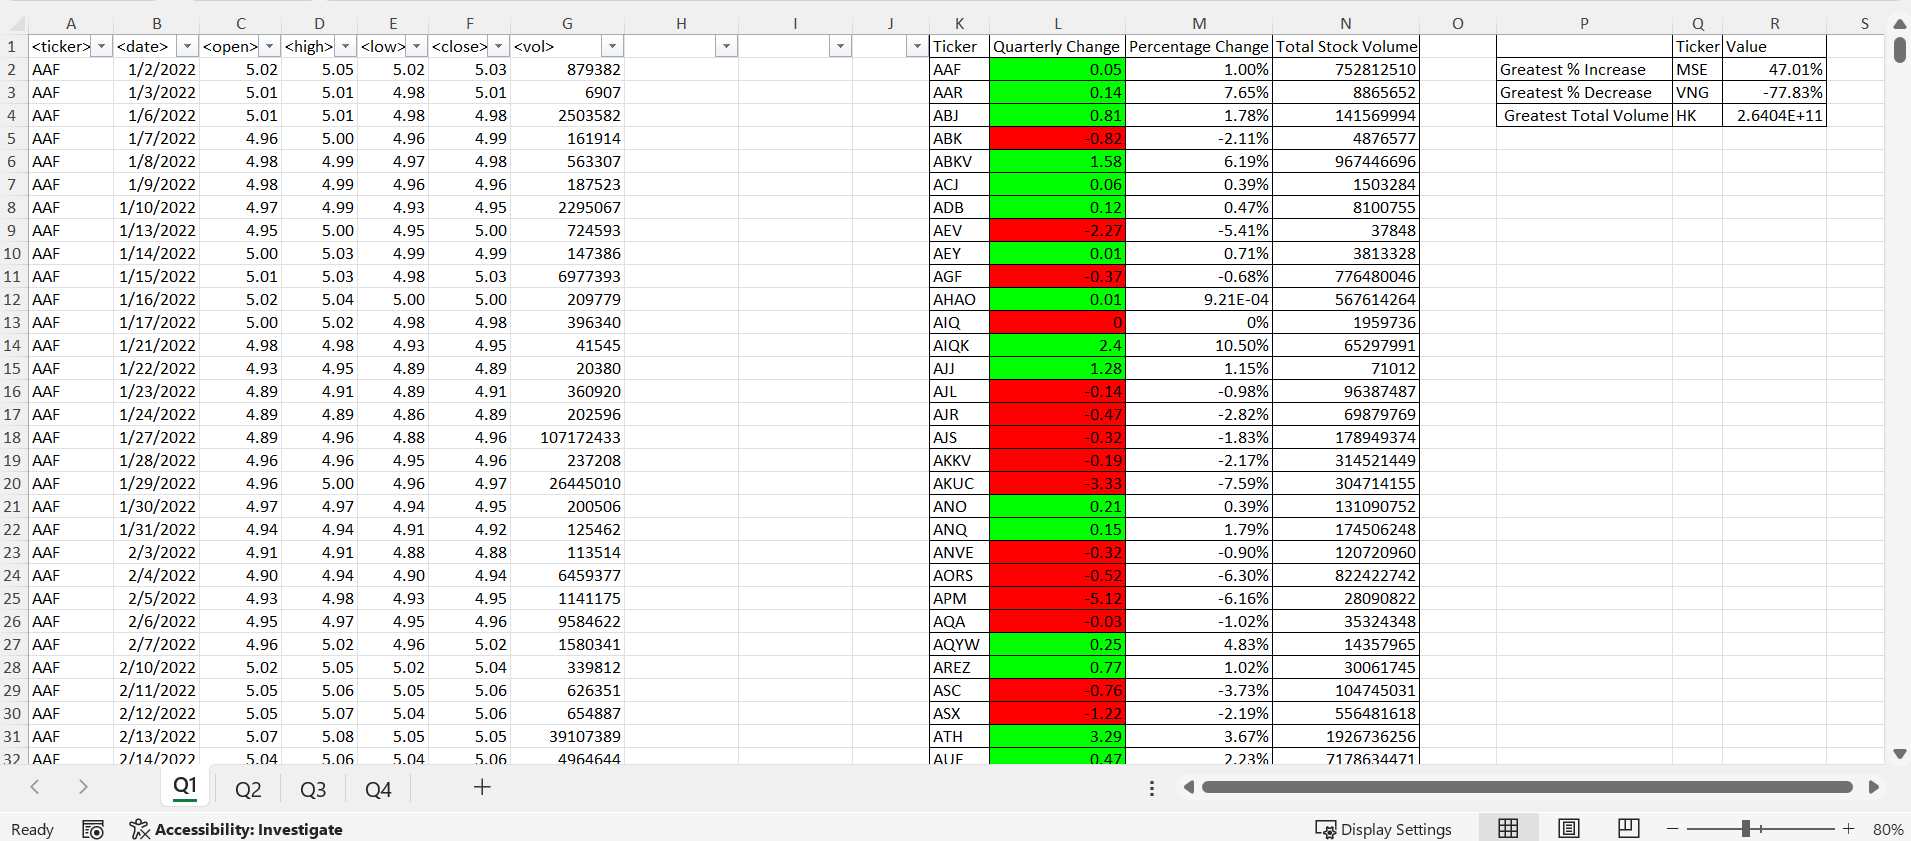 A B C D E F G H I J K L M N O P Q R S
1 <ticker> <date> <open> <high> <low> <close> <vol> Ticker Quarterly Change Percentage Change Total Stock Volume Ticker Value
2 AAF 1/2/2022 5.02 5.05 5.02 5.03 879382 AAF 0.05 1.00% 752812510 Greatest % Increase MSE 47.01%
3 AAF 1/3/2022 5.01 5.01 4.98 5.01 6907 AAR 0.14 7.65% 8865652 Greatest % Decrease VNG -77.83%
4 AAF 1/6/2022 5.01 5.01 4.98 4.98 2503582 ABJ 0.81 1.78% 141569994 Greatest Total Volume HK 2.6404E+11
5 AAF 1/7/2022 4.96 5.00 4.96 4.99 161914 ABK -0.82 -2.11% 4876577
6 AAF 1/8/2022 4.98 4.99 4.97 4.98 563307 ABKV 1.58 6.19% 967446696
7 AAF 1/9/2022 4.98 4.99 4.96 4.96 187523 ACJ 0.06 0.39% 1503284
8 AAF 1/10/2022 4.97 4.99 4.93 4.95 2295067 ADB 0.12 0.47% 8100755
9 AAF 1/13/2022 4.95 5.00 4.95 5.00 724593 AEV -2.27 -5.41% 37848
10 AAF 1/14/2022 5.00 5.03 4.99 4.99 147386 AEY 0.01 0.71% 3813328
11 AAF 1/15/2022 5.01 5.03 4.98 5.03 6977393 AGF -0.37 -0.68% 776480046
12 AAF 1/16/2022 5.02 5.04 5.00 5.00 209779 AHAO 0.01 9.21E-04 567614264
13 AAF 1/17/2022 5.00 5.02 4.98 4.98 396340 AIQ 0 0% 1959736
14 AAF 1/21/2022 4.98 4.98 4.93 4.95 41545 AIQK 2.4 10.50% 65297991
15 AAF 1/22/2022 4.93 4.95 4.89 4.89 20380 AJJ 1.28 1.15% 71012
16 AAF 1/23/2022 4.89 4.91 4.89 4.91 360920 AJL -0.14 -0.98% 96387487
17 AAF 1/24/2022 4.89 4.89 4.86 4.89 202596 AJR -0.47 -2.82% 69879769
18 AAF 1/27/2022 4.89 4.96 4.88 4.96 107172433 AJS -0.32 -1.83% 178949374
19 AAF 1/28/2022 4.96 4.96 4.95 4.96 237208 AKKV -0.19 -2.17% 314521449
20 AAF 1/29/2022 4.96 5.00 4.96 4.97 26445010 AKUC -3.33 -7.59% 304714155
21 AAF 1/30/2022 4.97 4.97 4.94 4.95 200506 ANO 0.21 0.39% 131090752
22 AAF 1/31/2022 4.94 4.94 4.91 4.92 125462 ANQ 0.15 1.79% 174506248
23 AAF 2/3/2022 4.91 4.91 4.88 4.88 113514 ANVE -0.32 -0.90% 120720960
24 AAF 2/4/2022 4.90 4.94 4.90 4.94 6459377 AORS -0.52 -6.30% 822422742
25 AAF 2/5/2022 4.93 4.98 4.93 4.95 1141175 APM -5.12 -6.16% 28090822
26 AAF 2/6/2022 4.95 4.97 4.95 4.96 9584622 AQA -0.03 -1.02% 35324348
27 AAF 2/7/2022 4.96 5.02 4.96 5.02 1580341 AQYW 0.25 4.83% 14357965
28 AAF 2/10/2022 5.02 5.05 5.02 5.04 339812 AREZ 0.77 1.02% 30061745
29 AAF 2/11/2022 5.05 5.06 5.05 5.06 626351 ASC -0.76 -3.73% 104745031
30 AAF 2/12/2022 5.05 5.07 5.04 5.06 654887 ASX -1.22 -2.19% 556481618
31 AAF 2/13/2022 5.07 5.08 5.05 5.05 39107389 ATH 3.29 3.67% 1926736256
32 AAF 2/14/2022 5.04 5.06 5.04 5.06 4964644 AUF 0.47 2.23% 7178634471
Q1 Q2 Q3 Q4
Ready Accessibility: Investigate Display Settings 80%